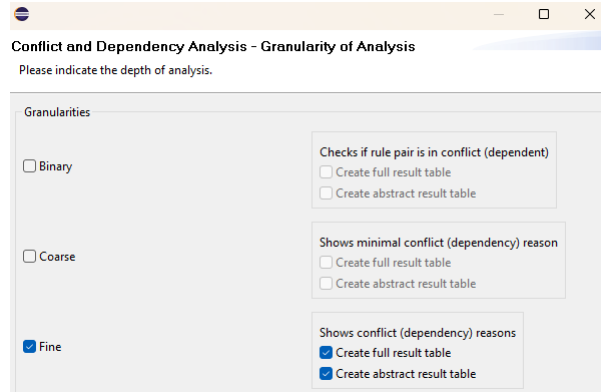 Conflict and Dependency Analysis - Granularity of Analysis
Please indicate the depth of analysis.
Granularities
Binary
Checks if rule pair is in conflict (dependent)
Create full result table
Create abstract result table
Coarse
Shows minimal conflict (dependency) reason
Create full result table
Create abstract result table
Fine
Shows conflict (dependency) reasons
Create full result table
Create abstract result table